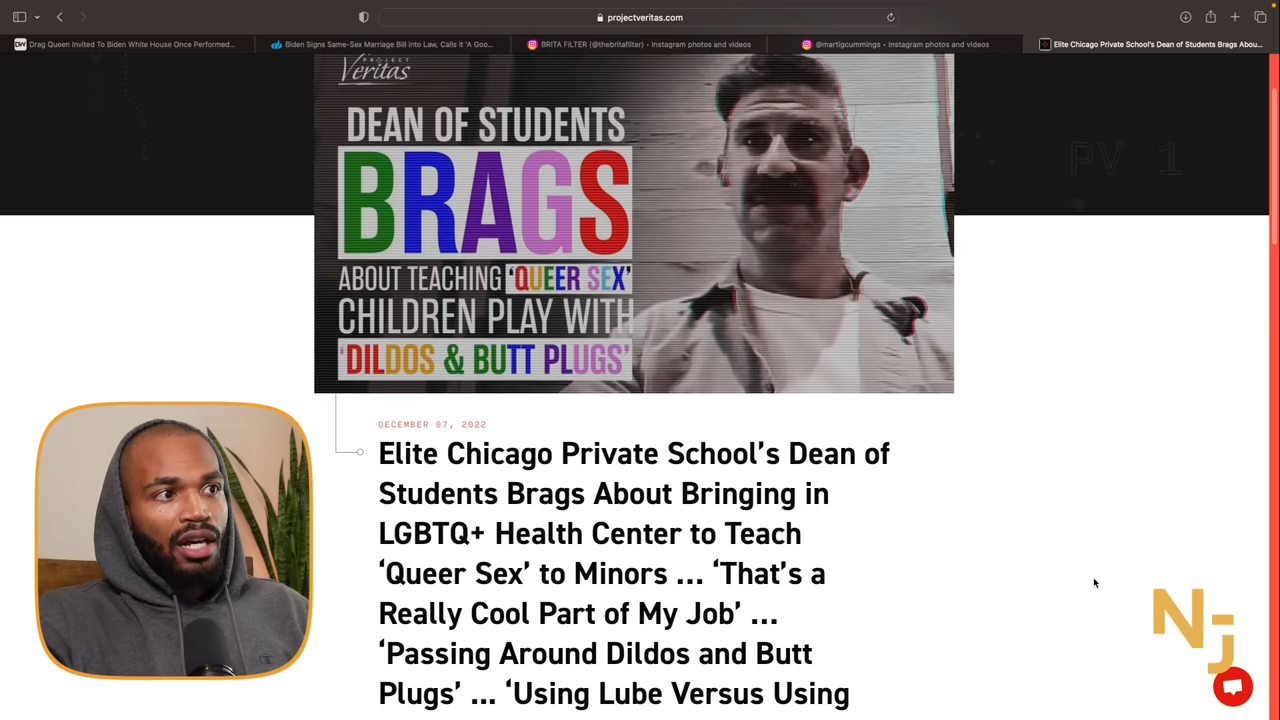 projectveritas.com
Drag Queen Invited To Biden White House Once Performed...
Biden Signs Same-Sex Marriage Bill into Law, Calls it 'A Goo...
BRITA FILTER (@thebritafilter) • Instagram photos and videos
@martigcummings • Instagram photos and videos
Elite Chicago Private School's Dean of Students Brags Abou...
PROJECT
Veritas
DEAN OF STUDENTS
BRAGS
ABOUT TEACHING 'QUEER SEX'
CHILDREN PLAY WITH
'DILDOS & BUTT PLUGS'
PV 1
DECEMBER 07, 2022
Elite Chicago Private School’s Dean of
Students Brags About Bringing in
LGBTQ+ Health Center to Teach
‘Queer Sex’ to Minors … ‘That’s a
Really Cool Part of My Job’ …
‘Passing Around Dildos and Butt
Plugs’ … ‘Using Lube Versus Using
N-J